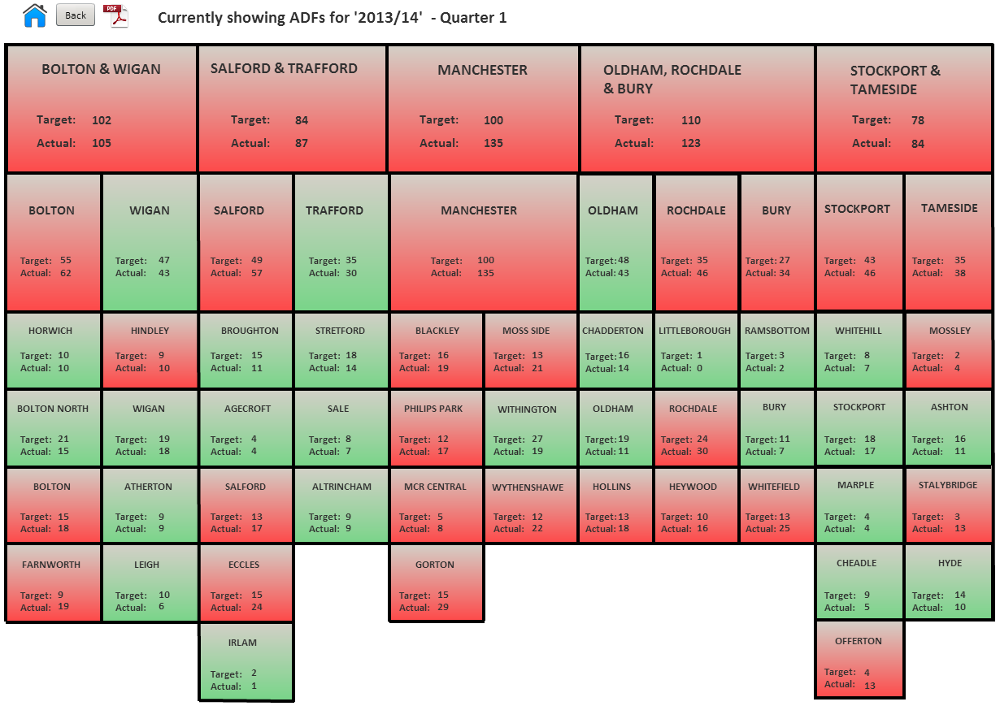 Back
PDF
Currently showing ADFs for '2013/14' - Quarter 1
BOLTON & WIGAN
Target: 102
Actual: 105
SALFORD & TRAFFORD
Target: 84
Actual: 87
MANCHESTER
Target: 100
Actual: 135
OLDHAM, ROCHDALE
& BURY
Target: 110
Actual: 123
STOCKPORT &
TAMESIDE
Target: 78
Actual: 84
BOLTON
Target: 55
Actual: 62
WIGAN
Target: 47
Actual: 43
SALFORD
Target: 49
Actual: 57
TRAFFORD
Target: 35
Actual: 30
MANCHESTER
Target: 100
Actual: 135
OLDHAM
Target: 48
Actual: 43
ROCHDALE
Target: 35
Actual: 46
BURY
Target: 27
Actual: 34
STOCKPORT
Target: 43
Actual: 46
TAMESIDE
Target: 35
Actual: 38
HORWICH
Target: 10
Actual: 10
HINDLEY
Target: 9
Actual: 10
BROUGHTON
Target: 15
Actual: 11
STRETFORD
Target: 18
Actual: 14
BLACKLEY
Target: 16
Actual: 19
MOSS SIDE
Target: 13
Actual: 21
CHADDERTON
Target: 16
Actual: 14
LITTLEBOROUGH
Target: 1
Actual: 0
RAMSBOTTOM
Target: 3
Actual: 2
WHITEHILL
Target: 8
Actual: 7
MOSSLEY
Target: 2
Actual: 4
BOLTON NORTH
Target: 21
Actual: 15
WIGAN
Target: 19
Actual: 18
AGECROFT
Target: 4
Actual: 4
SALE
Target: 8
Actual: 7
PHILIPS PARK
Target: 12
Actual: 17
WITHINGTON
Target: 27
Actual: 19
OLDHAM
Target: 19
Actual: 11
ROCHDALE
Target: 24
Actual: 30
BURY
Target: 11
Actual: 7
STOCKPORT
Target: 18
Actual: 17
ASHTON
Target: 16
Actual: 11
BOLTON
Target: 15
Actual: 18
ATHERTON
Target: 9
Actual: 9
SALFORD
Target: 13
Actual: 17
ALTRINCHAM
Target: 9
Actual: 9
MCR CENTRAL
Target: 5
Actual: 8
WYTHENSHAWE
Target: 12
Actual: 22
HOLLINS
Target: 13
Actual: 18
HEYWOOD
Target: 10
Actual: 16
WHITEFIELD
Target: 13
Actual: 25
MARPLE
Target: 4
Actual: 4
STALYBRIDGE
Target: 3
Actual: 13
FARNWORTH
Target: 9
Actual: 19
LEIGH
Target: 10
Actual: 6
ECCLES
Target: 15
Actual: 24
GORTON
Target: 15
Actual: 29
CHEADLE
Target: 9
Actual: 5
HYDE
Target: 14
Actual: 10
IRLAM
Target: 2
Actual: 1
OFFERTON
Target: 4
Actual: 13